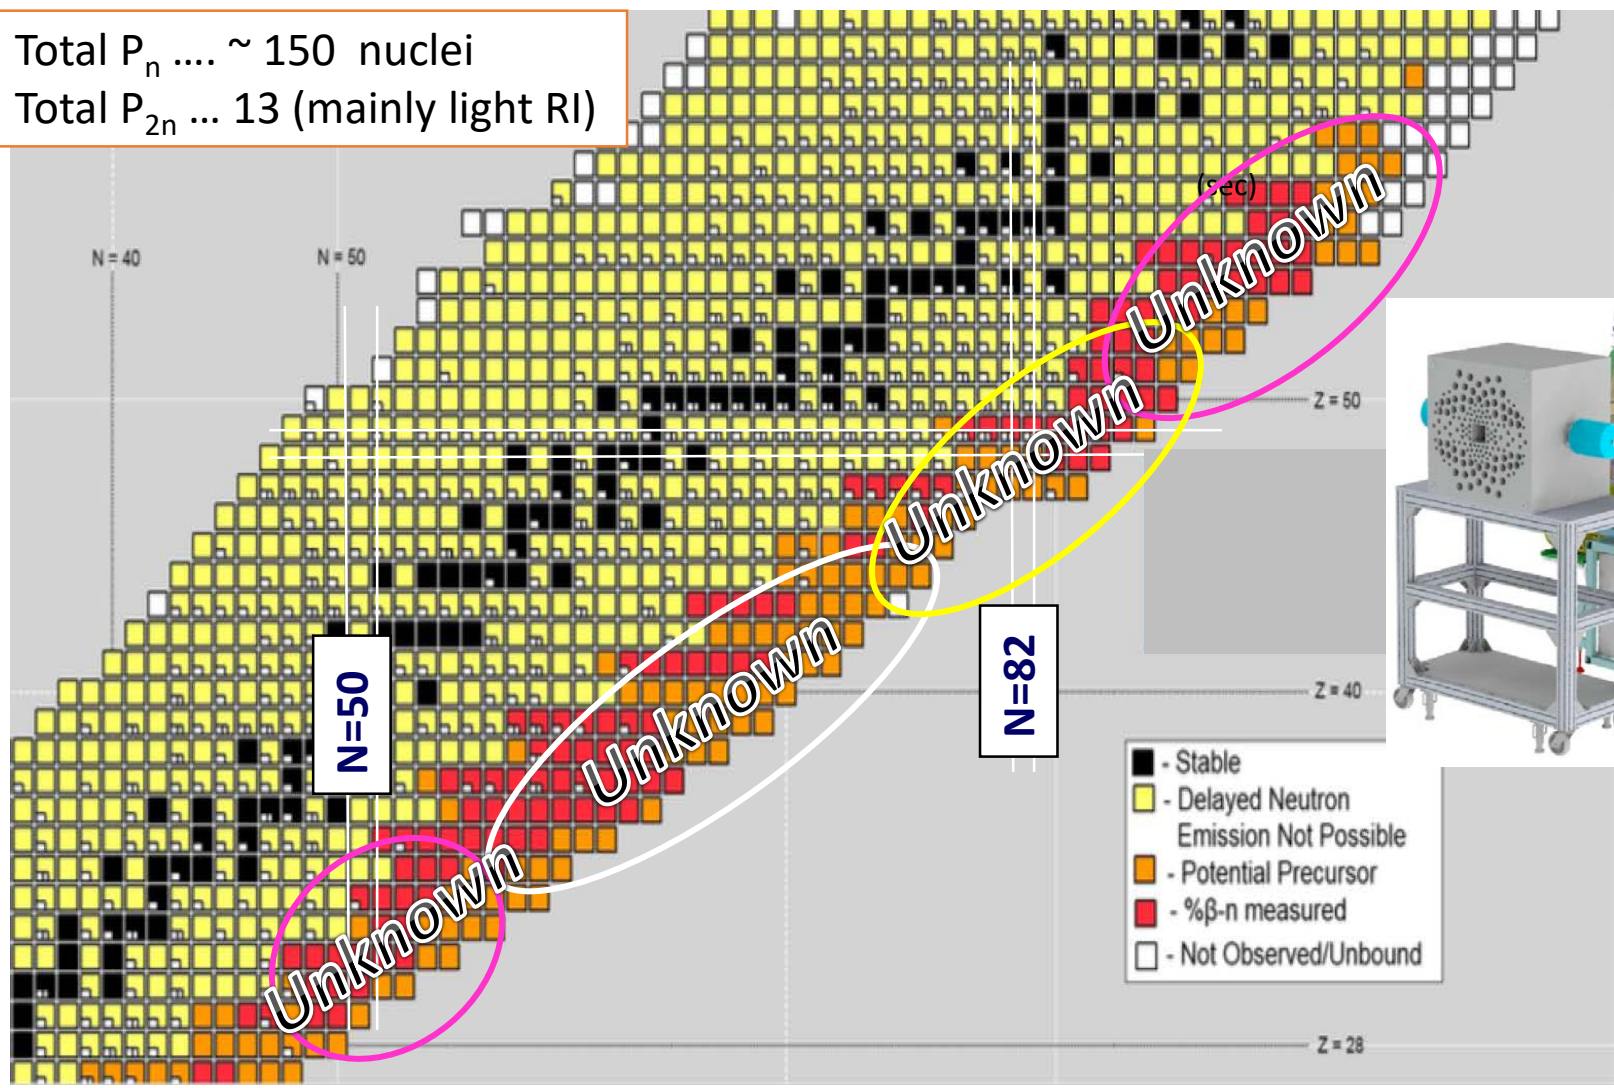 Total Pn .... ~ 150 nuclei
Total P2n ... 13 (mainly light RI)
(sec)
Unknown
N = 40
N = 50
Unknown
Z = 50
Unknown
N=50
N=82
Z = 40
Unknown
- Stable
- Delayed Neutron
Emission Not Possible
- Potential Precursor
- %β-n measured
- Not Observed/Unbound
Unknown
Z = 28